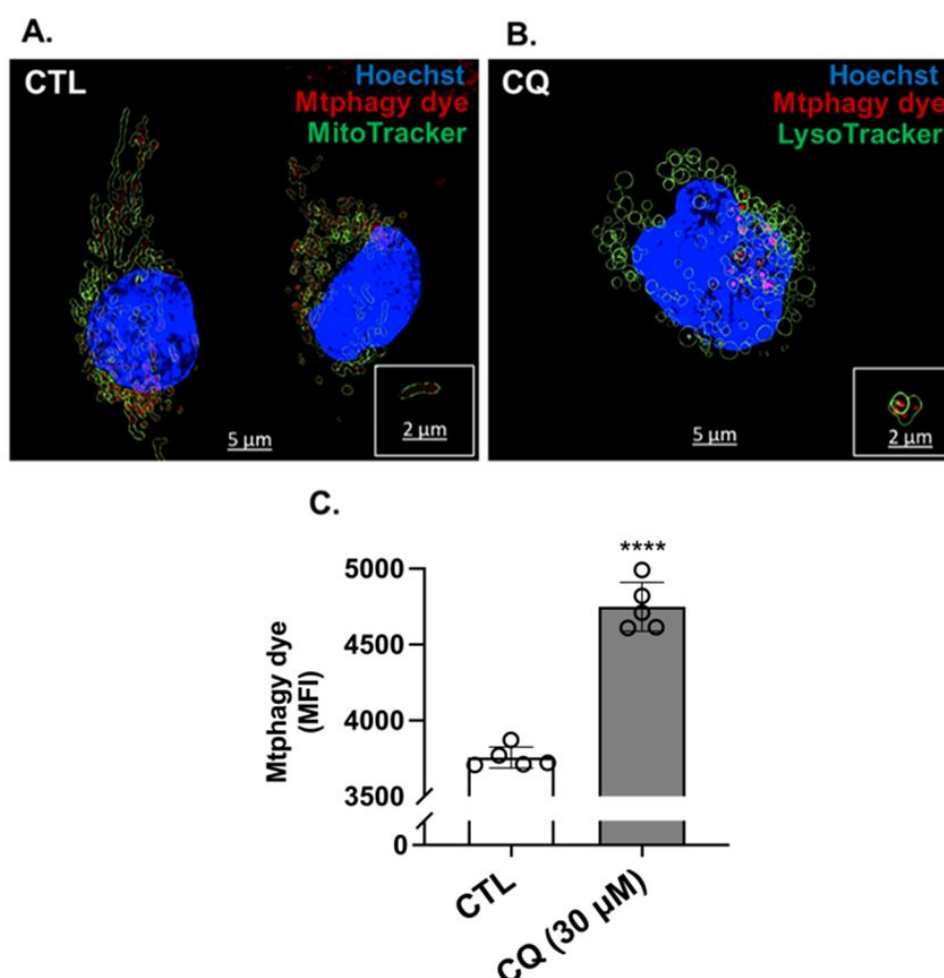 A.
CTL
Hoechst
Mtphagy dye
MitoTracker
5 µm
2 µm
B.
CQ
Hoechst
Mtphagy dye
LysoTracker
5 µm
2 µm
C.
****
Mtphagy dye
(MFI)
5000
4500
4000
3500
0
CTL
CQ (30 µM)